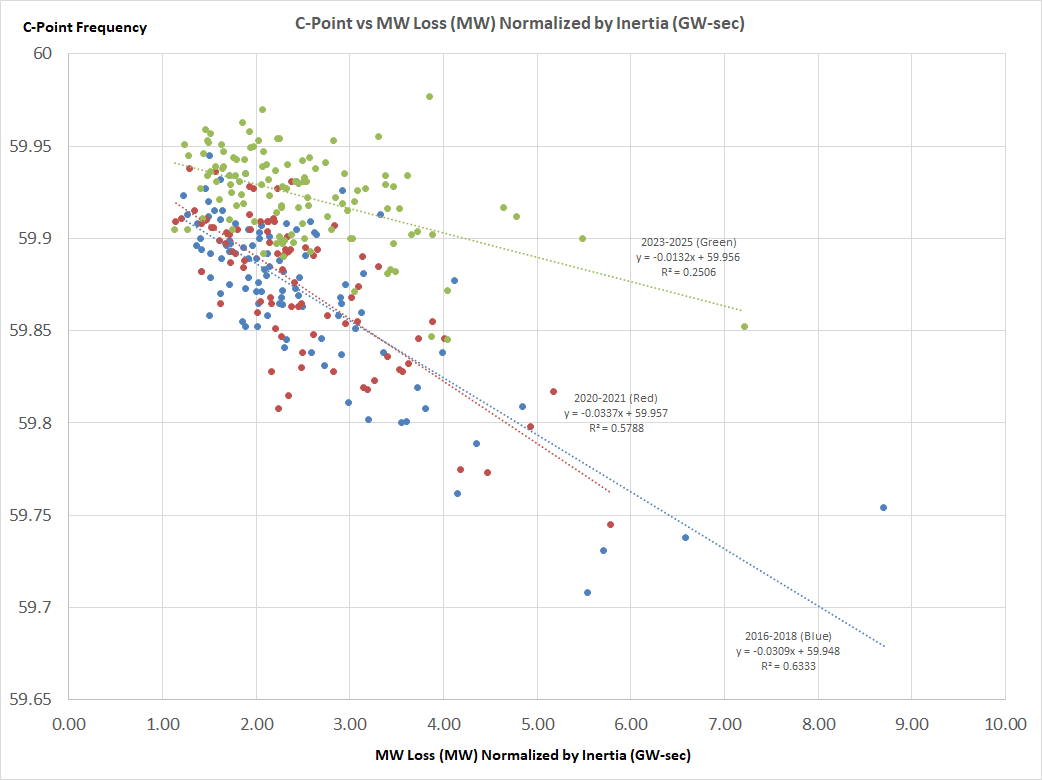 C-Point vs MW Loss (MW) Normalized by Inertia (GW-sec)
C-Point Frequency
60
59.95
59.9
59.85
59.8
59.75
59.7
59.65
2023-2025 (Green)
y = -0.0132x + 59.956
R² = 0.2506
2020-2021 (Red)
y = -0.0337x + 59.957
R² = 0.5788
2016-2018 (Blue)
y = -0.0309x + 59.948
R² = 0.6333
0.00 1.00 2.00 3.00 4.00 5.00 6.00 7.00 8.00 9.00 10.00
MW Loss (MW) Normalized by Inertia (GW-sec)